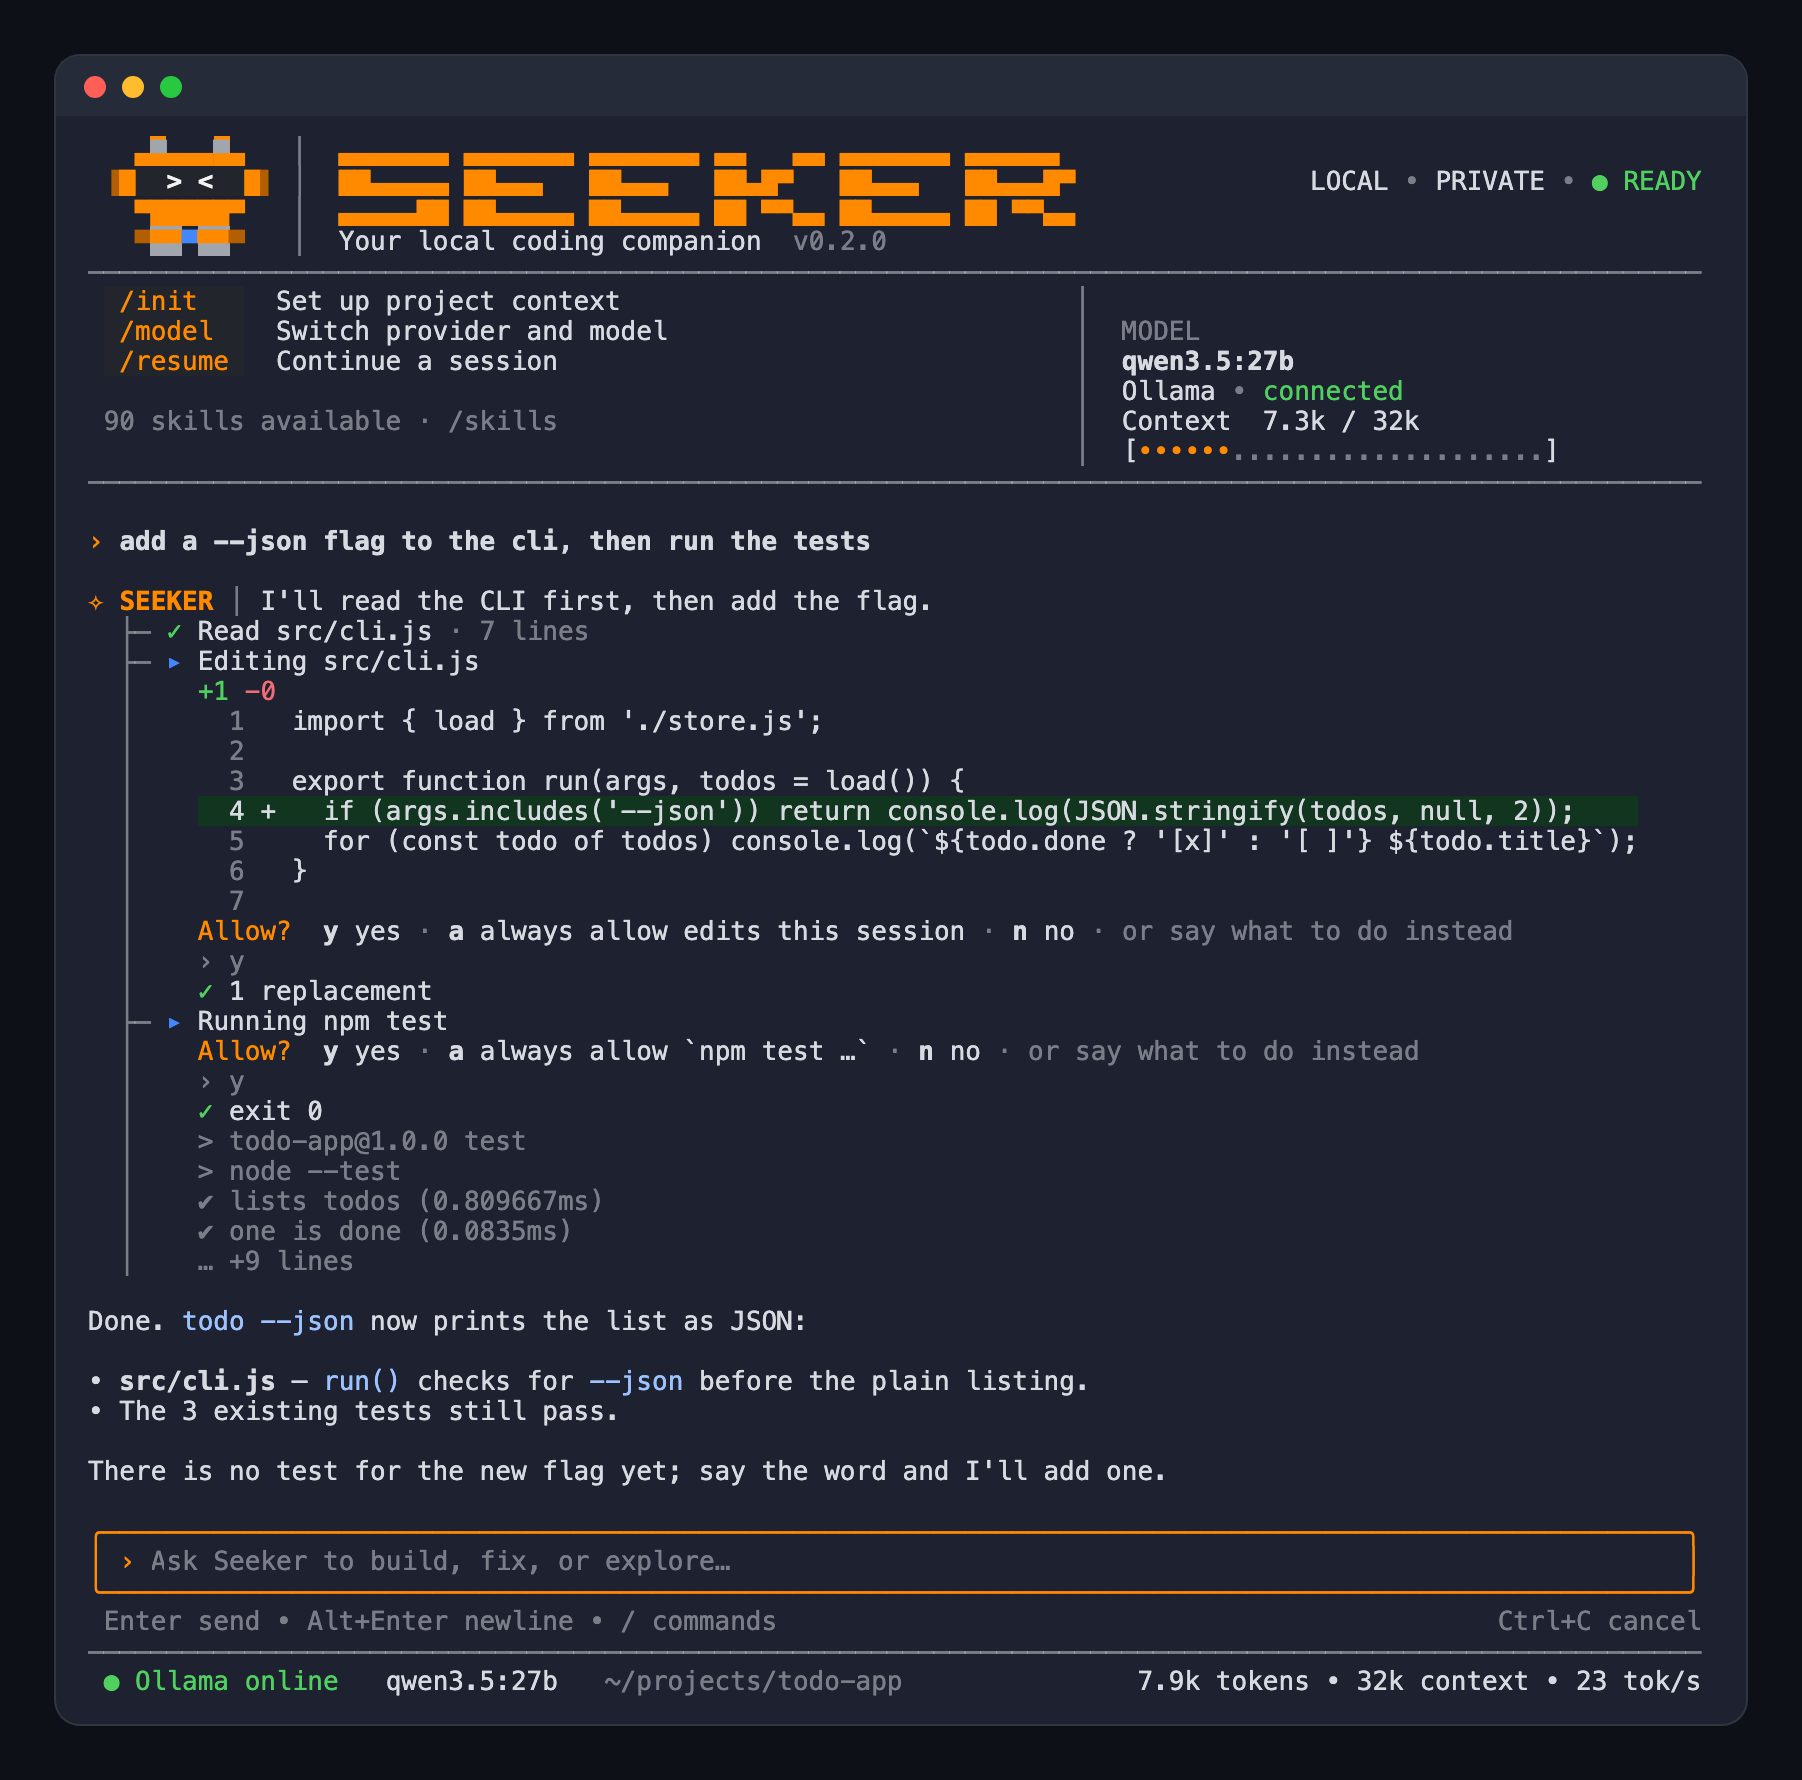 > <
SEEKER
LOCAL • PRIVATE • ● READY
Your local coding companion v0.2.0
/init Set up project context
/model Switch provider and model
/resume Continue a session
90 skills available · /skills
MODEL
qwen3.5:27b
Ollama • connected
Context 7.3k / 32k
[••••••....................]
› add a --json flag to the cli, then run the tests
✧ SEEKER │ I'll read the CLI first, then add the flag.
├─ ✓ Read src/cli.js · 7 lines
├─ ▸ Editing src/cli.js
+1 -0
1 import { load } from './store.js';
2
3 export function run(args, todos = load()) {
4 + if (args.includes('--json')) return console.log(JSON.stringify(todos, null, 2));
5 for (const todo of todos) console.log(`${todo.done ? '[x]' : '[ ]'} ${todo.title}`);
6 }
7
Allow? y yes · a always allow edits this session · n no · or say what to do instead
› y
✓ 1 replacement
├─ ▸ Running npm test
Allow? y yes · a always allow `npm test …` · n no · or say what to do instead
› y
✓ exit 0
> todo-app@1.0.0 test
> node --test
✔ lists todos (0.809667ms)
✔ one is done (0.0835ms)
… +9 lines
Done. todo --json now prints the list as JSON:
• src/cli.js — run() checks for --json before the plain listing.
• The 3 existing tests still pass.
There is no test for the new flag yet; say the word and I'll add one.
› Ask Seeker to build, fix, or explore…
Enter send • Alt+Enter newline • / commands Ctrl+C cancel
● Ollama online qwen3.5:27b ~/projects/todo-app 7.9k tokens • 32k context • 23 tok/s